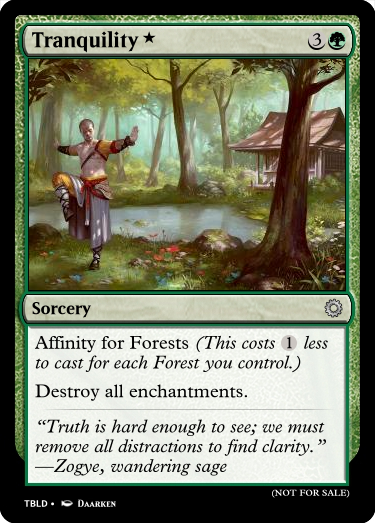 Tranquility ★ 3
Sorcery
Affinity for Forests (This costs 1 less
to cast for each Forest you control.)
Destroy all enchantments.
“Truth is hard enough to see; we must
remove all distractions to find clarity.”
—Zogye, wandering sage
(NOT FOR SALE)
TBLD • Daarken